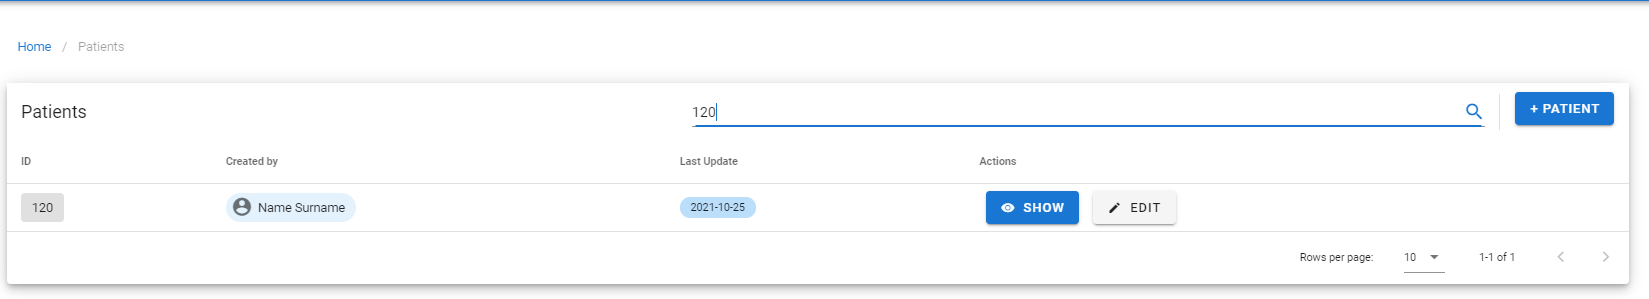 Home / Patients
Patients 120 + PATIENT
ID Created by Last Update Actions
120 Name Surname 2021-10-25 SHOW EDIT
Rows per page: 10 1-1 of 1